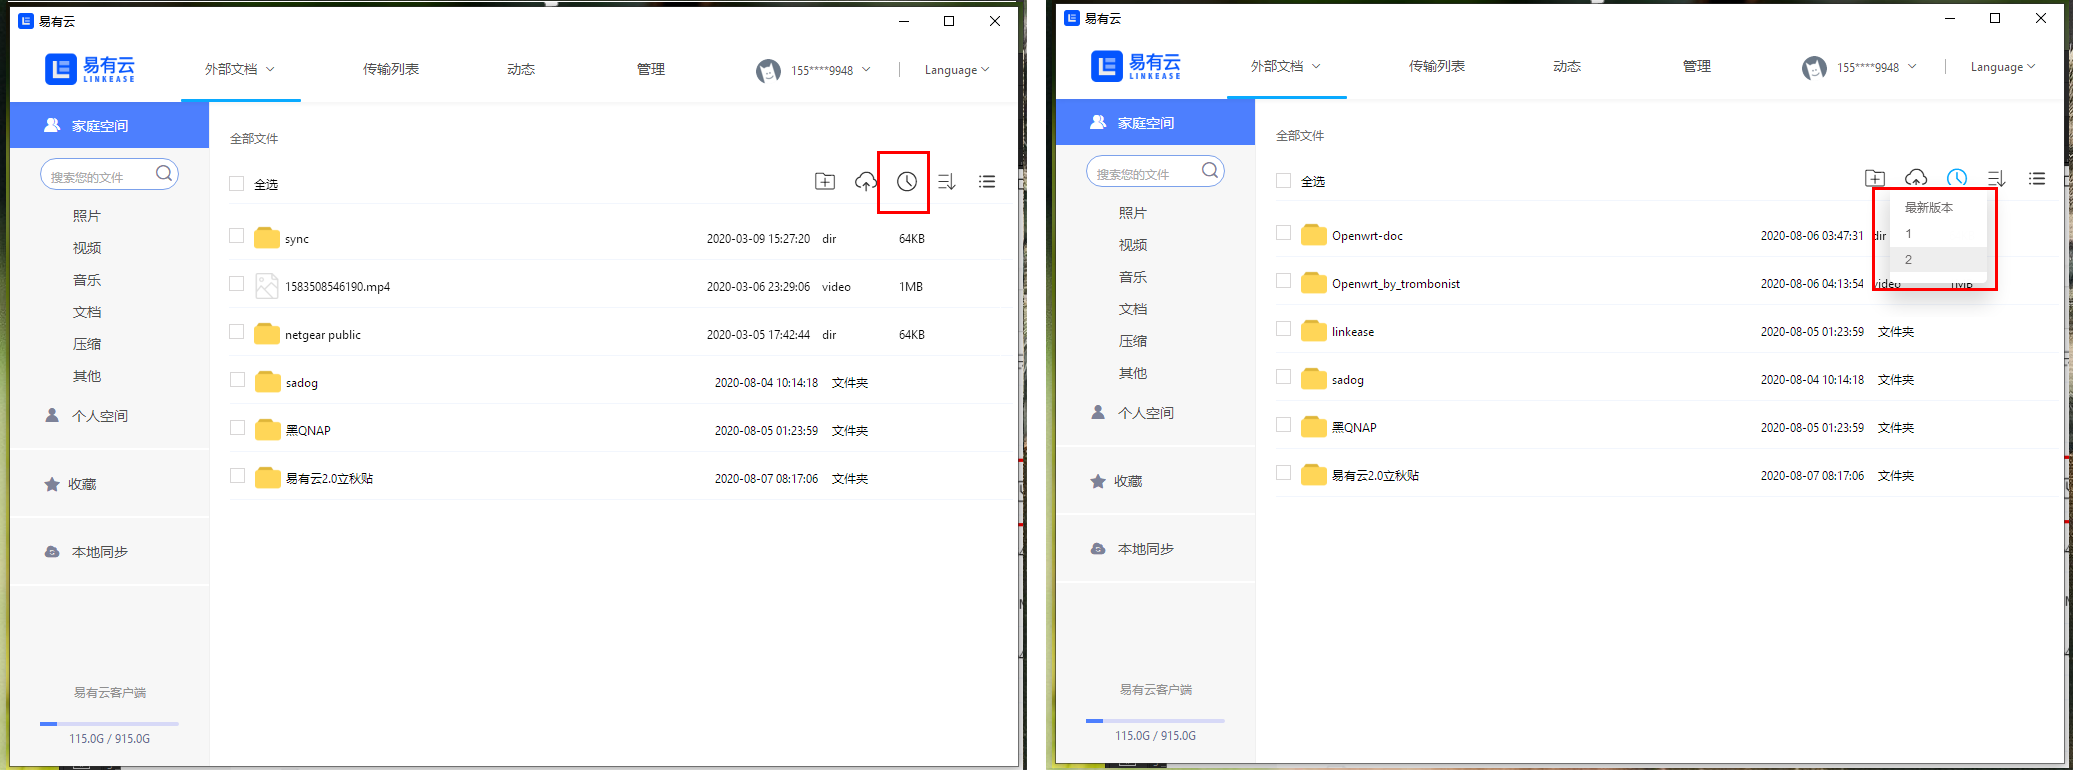 易有云
易有云
LINKEASE
外部文档
传输列表
动态
管理
155****9948
Language
家庭空间
搜索您的文件
照片
视频
音乐
文档
压缩
其他
个人空间
收藏
本地同步
易有云客户端
115.0G / 915.0G
全部文件
全选
sync 2020-03-09 15:27:20 dir 64KB
1583508546190.mp4 2020-03-06 23:29:06 video 1MB
netgear public 2020-03-05 17:42:44 dir 64KB
sadog 2020-08-04 10:14:18 文件夹
黑QNAP 2020-08-05 01:23:59 文件夹
易有云2.0立秋贴 2020-08-07 08:17:06 文件夹
易有云
易有云
LINKEASE
外部文档
传输列表
动态
管理
155****9948
Language
家庭空间
搜索您的文件
照片
视频
音乐
文档
压缩
其他
个人空间
收藏
本地同步
易有云客户端
115.0G / 915.0G
全部文件
全选
最新版本
1
2
Openwrt-doc 2020-08-06 03:47:31 dir
Openwrt_by_trombonist 2020-08-06 04:13:54 video 1MB
linkease 2020-08-05 01:23:59 文件夹
sadog 2020-08-04 10:14:18 文件夹
黑QNAP 2020-08-05 01:23:59 文件夹
易有云2.0立秋贴 2020-08-07 08:17:06 文件夹